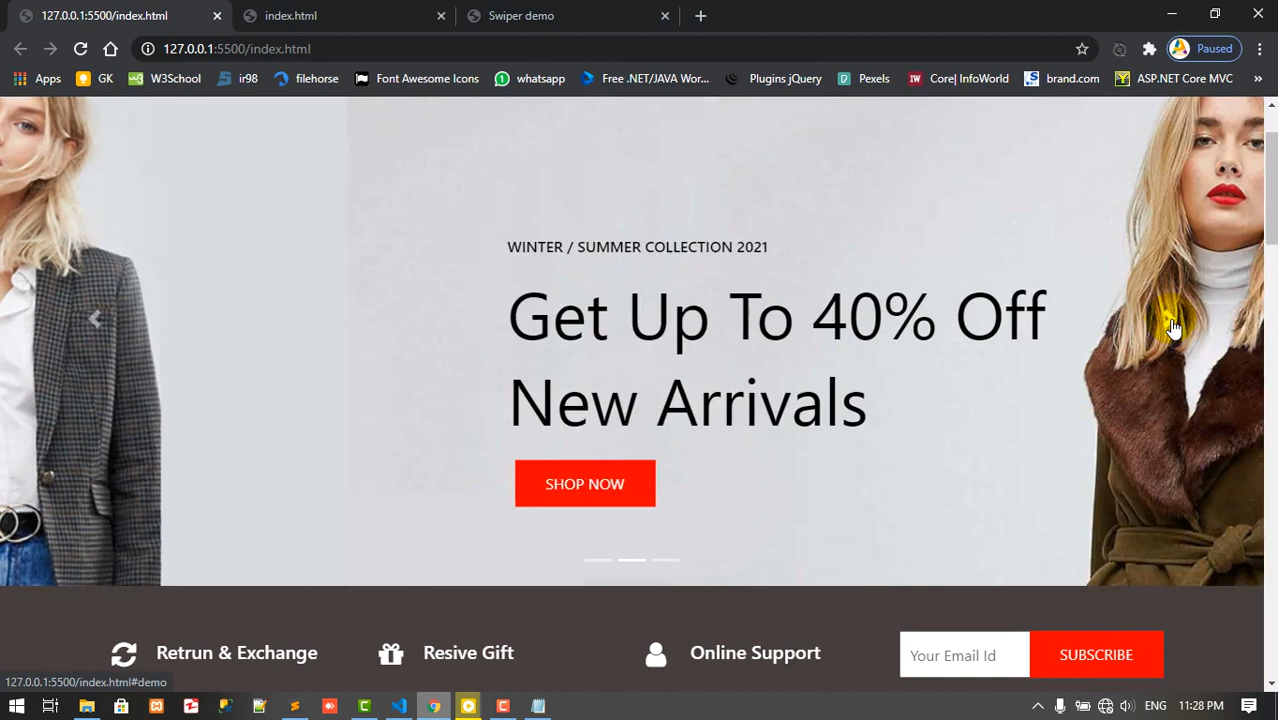 127.0.0.1:5500/index.html
index.html
Swiper demo
127.0.0.1:5500/index.html
Paused
Apps
GK
W3School
ir98
filehorse
Font Awesome Icons
whatsapp
Free .NET/JAVA Wor...
Plugins jQuery
Pexels
Core| InfoWorld
brand.com
ASP.NET Core MVC
WINTER / SUMMER COLLECTION 2021
Get Up To 40% Off
New Arrivals
SHOP NOW
Retrun & Exchange
Resive Gift
Online Support
Your Email Id
SUBSCRIBE
127.0.0.1:5500/index.html#demo
ENG
11:28 PM